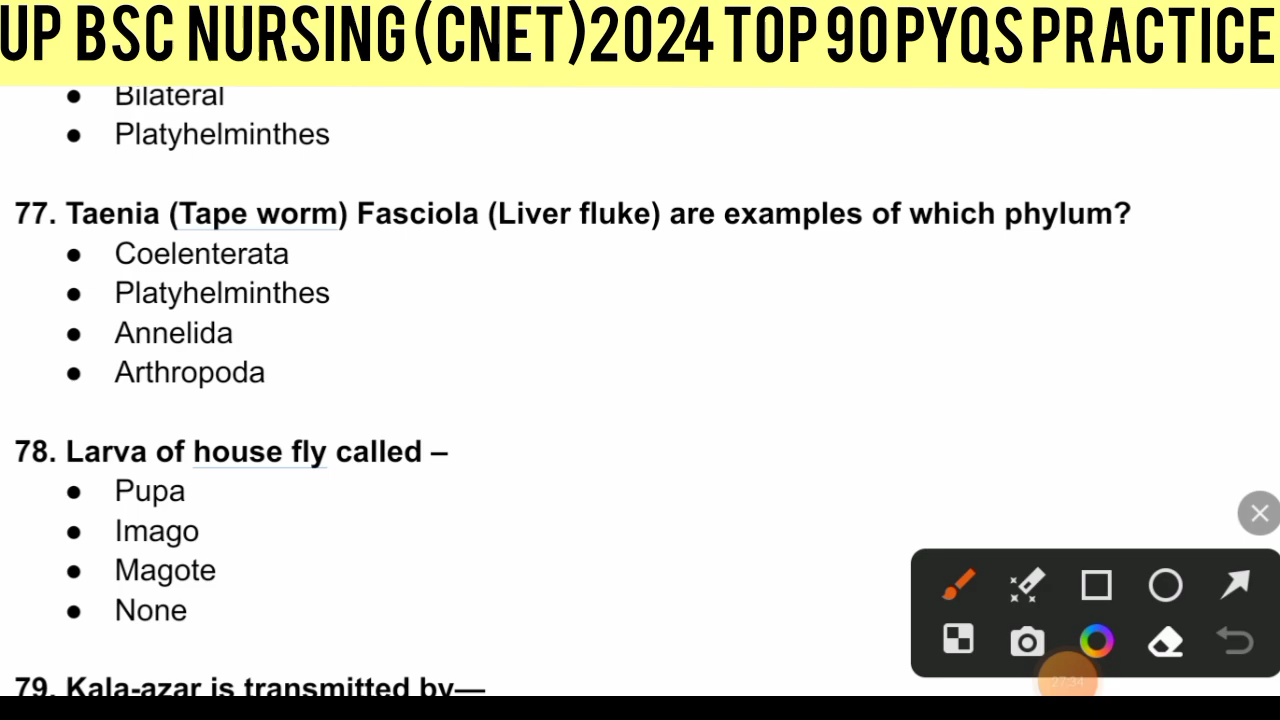 UP BSC NURSING(CNET)2024 TOP 90 PYQS PRACTICE
● Bilateral
● Platyhelminthes
77. Taenia (Tape worm) Fasciola (Liver fluke) are examples of which phylum?
● Coelenterata
● Platyhelminthes
● Annelida
● Arthropoda
78. Larva of house fly called –
● Pupa
● Imago
● Magote
● None
79. Kala-azar is transmitted by—
27:34